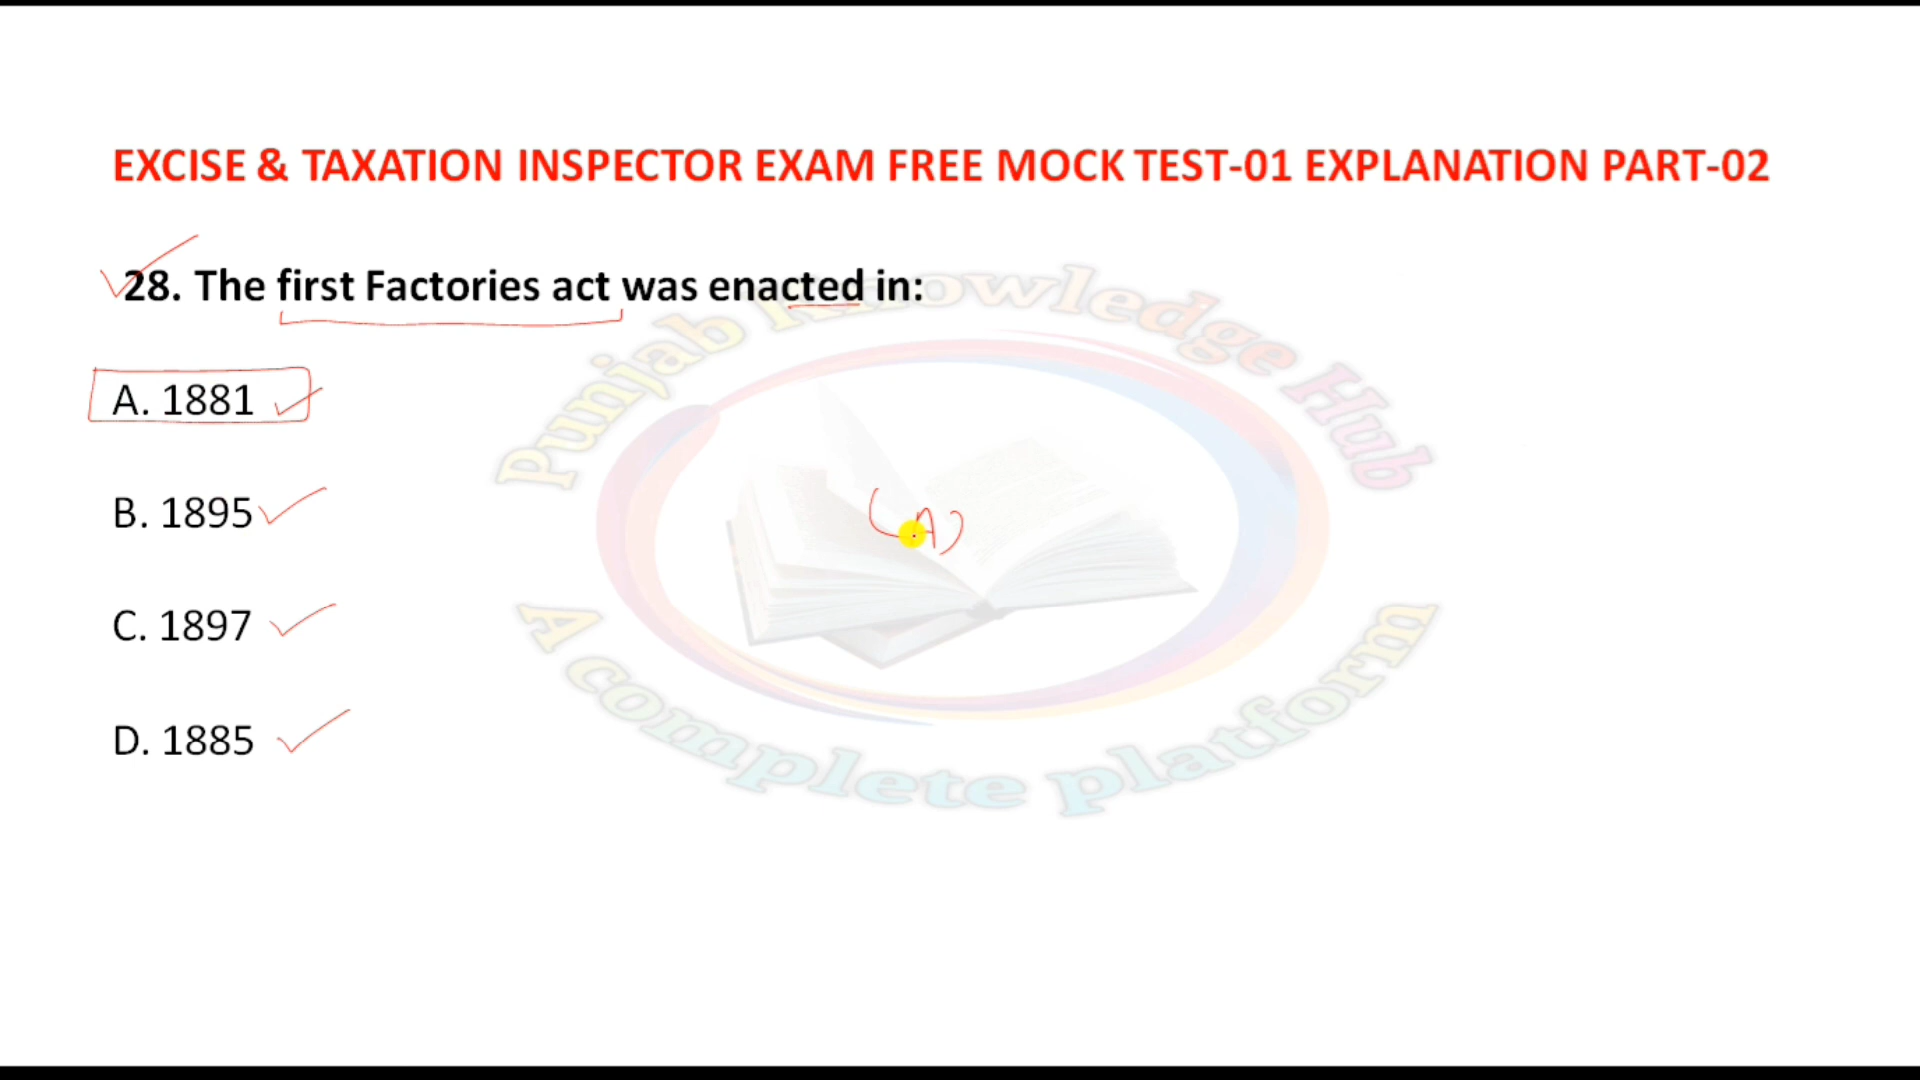 EXCISE & TAXATION INSPECTOR EXAM FREE MOCK TEST-01 EXPLANATION PART-02
28. The first Factories act was enacted in:
A. 1881
B. 1895
C. 1897
D. 1885
(A)
Punjab Knowledge Hub
A complete platform